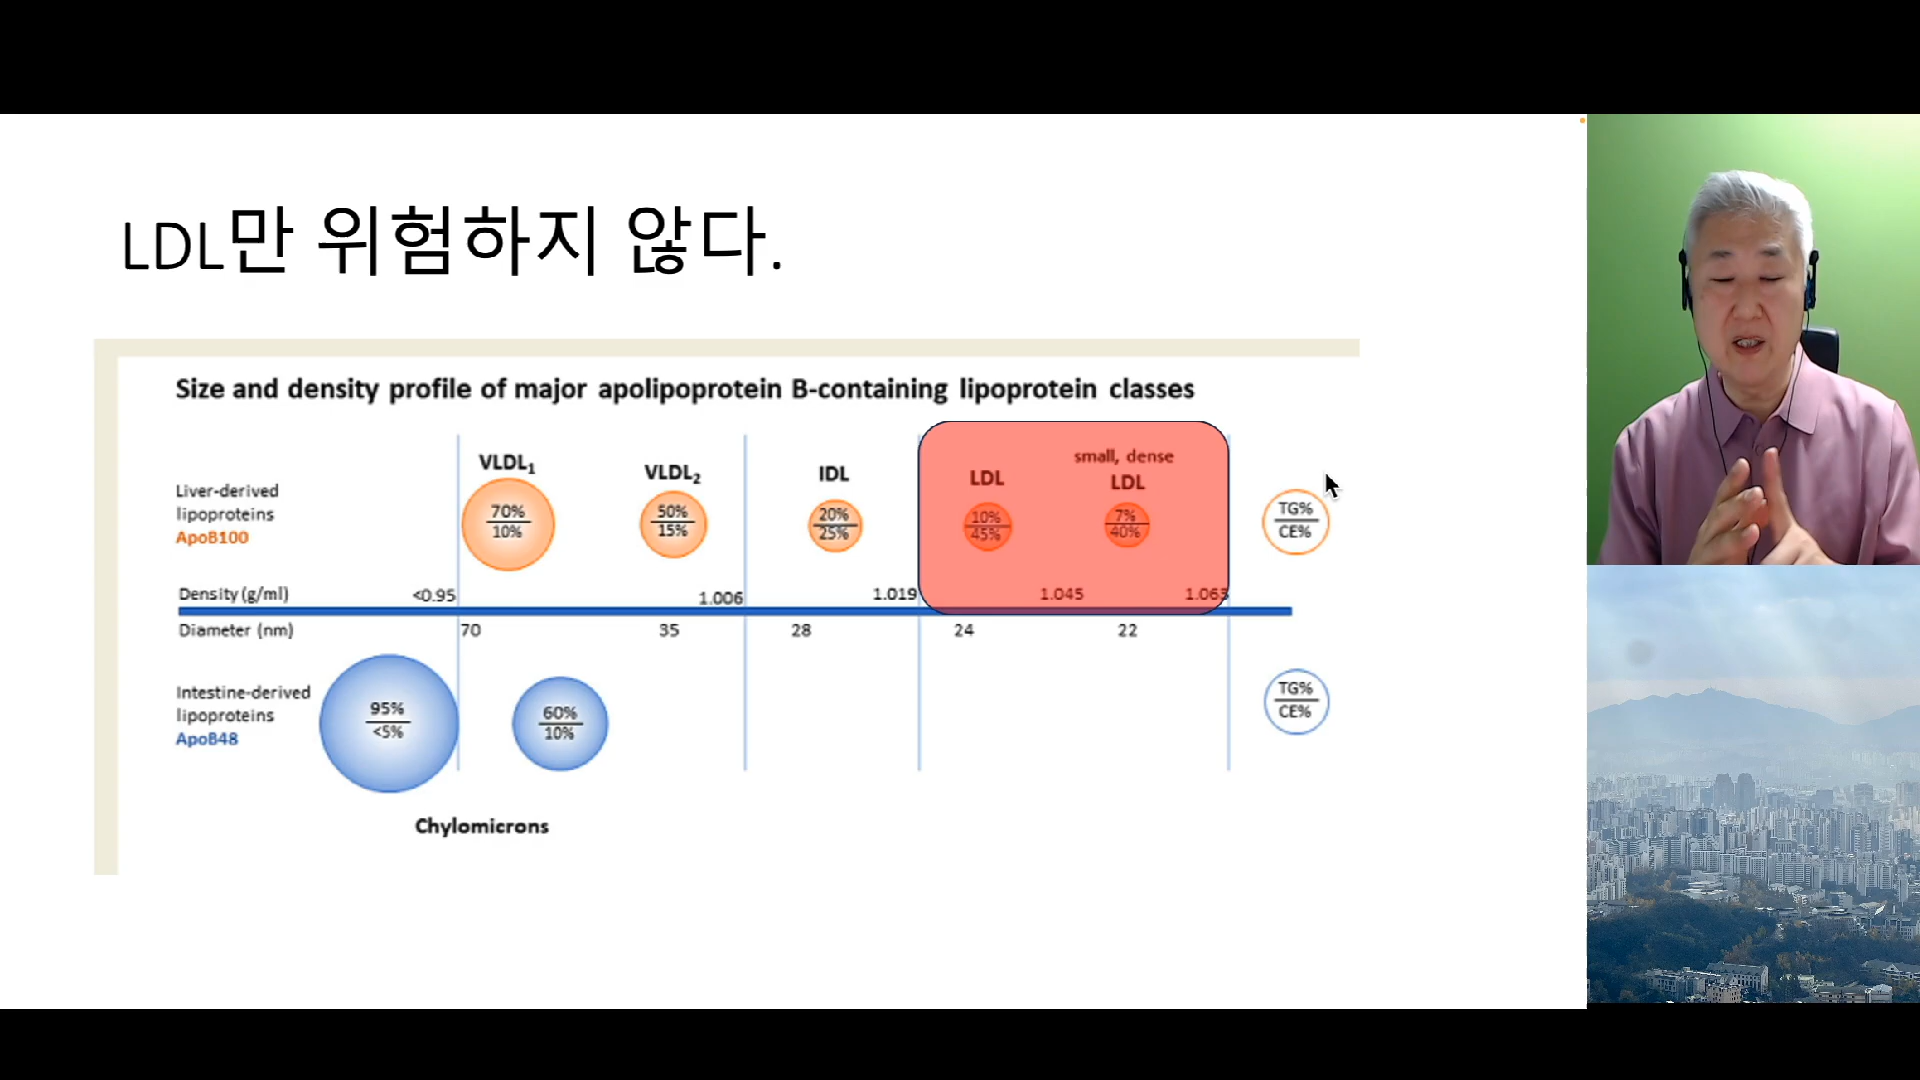 LDL만 위험하지 않다.
Size and density profile of major apolipoprotein B-containing lipoprotein classes
Liver-derived
lipoproteins
ApoB100
VLDL1
70%
10%
VLDL2
50%
15%
IDL
20%
25%
LDL
10%
45%
small, dense
LDL
7%
40%
TG%
CE%
Density (g/ml)
<0.95
1.006
1.019
1.045
1.063
Diameter (nm)
70
35
28
24
22
Intestine-derived
lipoproteins
ApoB48
95%
<5%
60%
10%
TG%
CE%
Chylomicrons